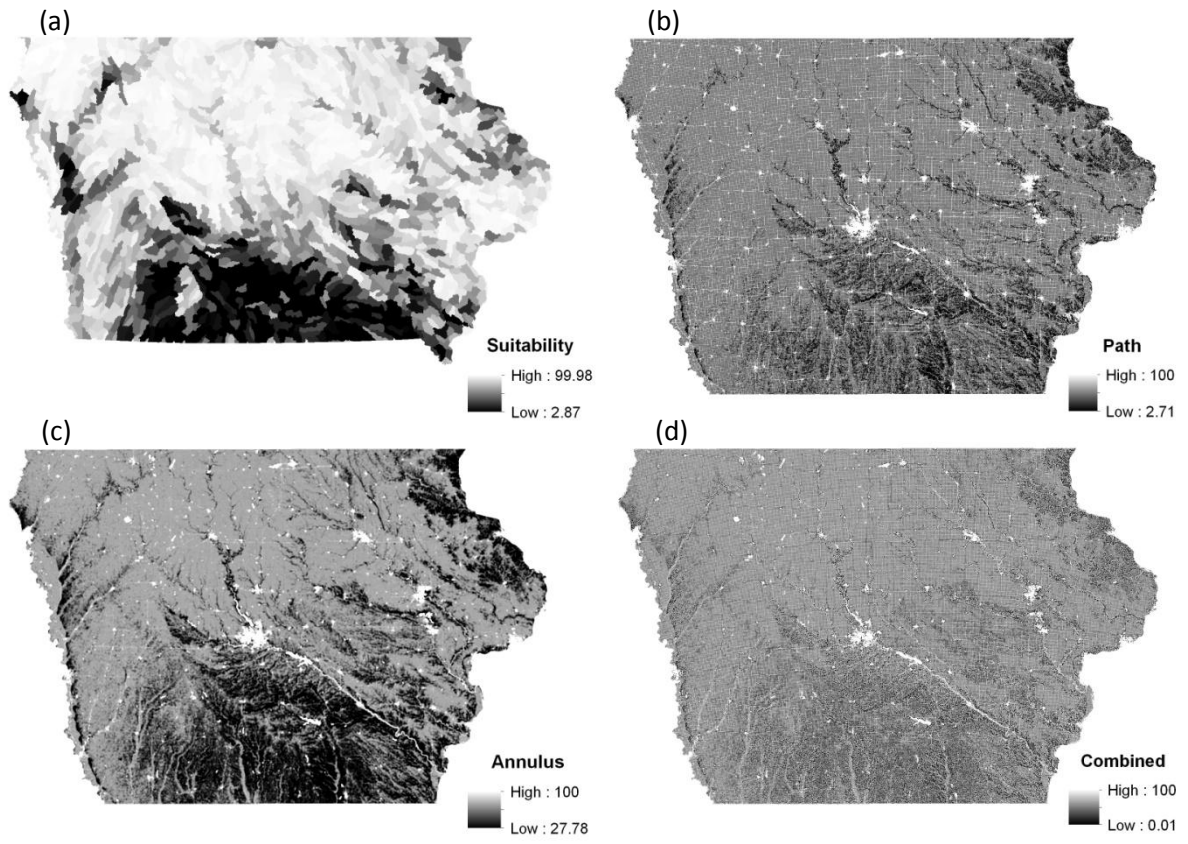 (a)
Suitability
High : 99.98
Low : 2.87
(b)
Path
High : 100
Low : 2.71
(c)
Annulus
High : 100
Low : 27.78
(d)
Combined
High : 100
Low : 0.01